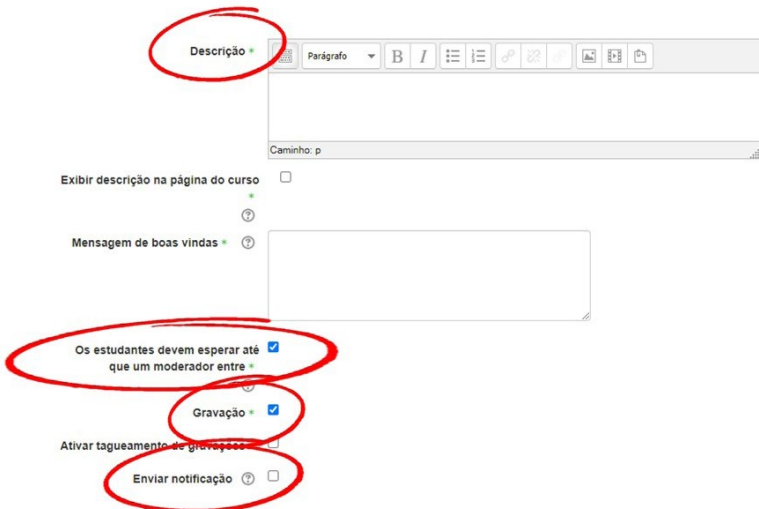 Descrição
Parágrafo B I
Caminho: p
Exibir descrição na página do curso
Mensagem de boas vindas
Os estudantes devem esperar até
que um moderador entre
Gravação
Ativar tagueamento de gravações
Enviar notificação